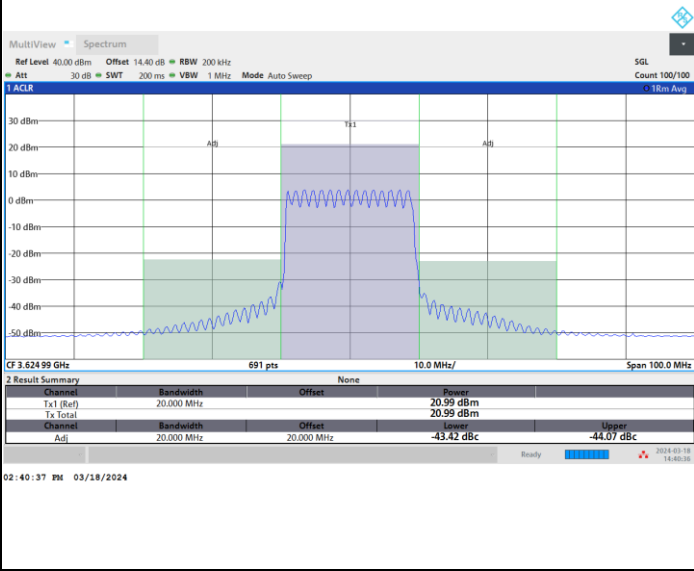 MultiView Spectrum
Ref Level 40.00 dBm Offset 14.40 dB RBW 200 kHz SGL
Att 30 dB SWT 200 ms VBW 1 MHz Mode Auto Sweep Count 100/100
1 ACLR 1Rm Avg
30 dBm
Tx1
20 dBm Adj Adj
10 dBm
0 dBm
-10 dBm
-20 dBm
-30 dBm
-40 dBm
-50 dBm
CF 3.624 99 GHz 691 pts 10.0 MHz/ Span 100.0 MHz
2 Result Summary None
Channel Bandwidth Offset Power
Tx1 (Ref) 20.000 MHz 20.99 dBm
Tx Total 20.99 dBm
Channel Bandwidth Offset Lower Upper
Adj 20.000 MHz 20.000 MHz -43.42 dBc -44.07 dBc
Ready 2024-03-18
14:40:36
02:40:37 PM 03/18/2024